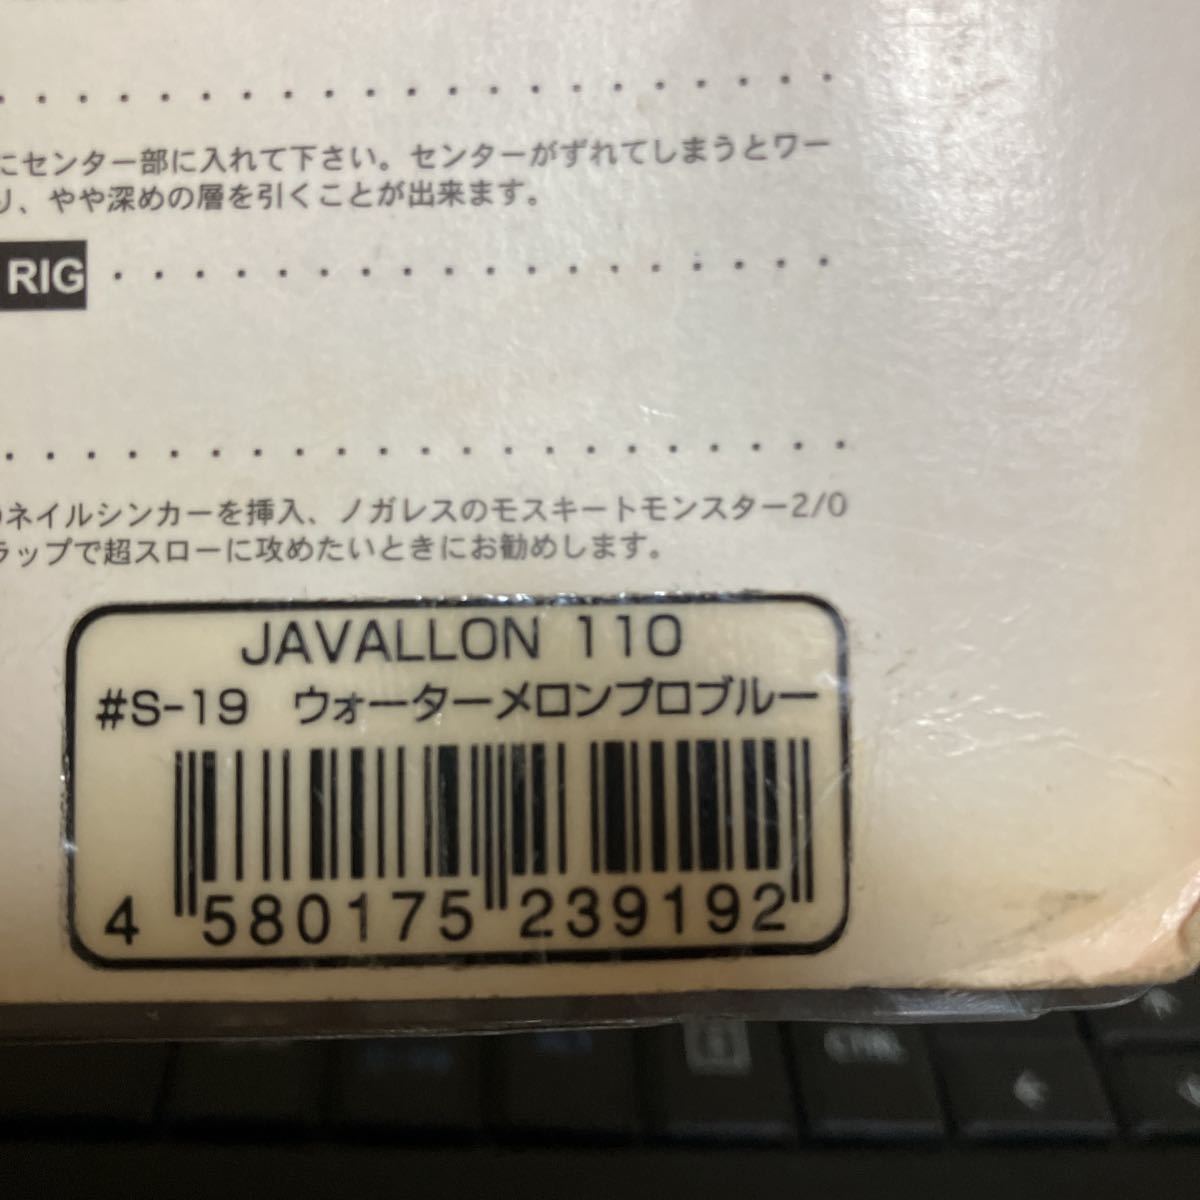 にセンター部に入れて下さい。センターがずれてしまうとワー
り、やや深めの層を引くことが出来ます。
RIG
のネイルシンカーを挿入、ノガレスのモスキートモンスター2/0
ラップで超スローに攻めたいときにお勧めします。
JAVALLON 110
#S-19 ウォーターメロンプロブルー
4 580175 239192
CTRL